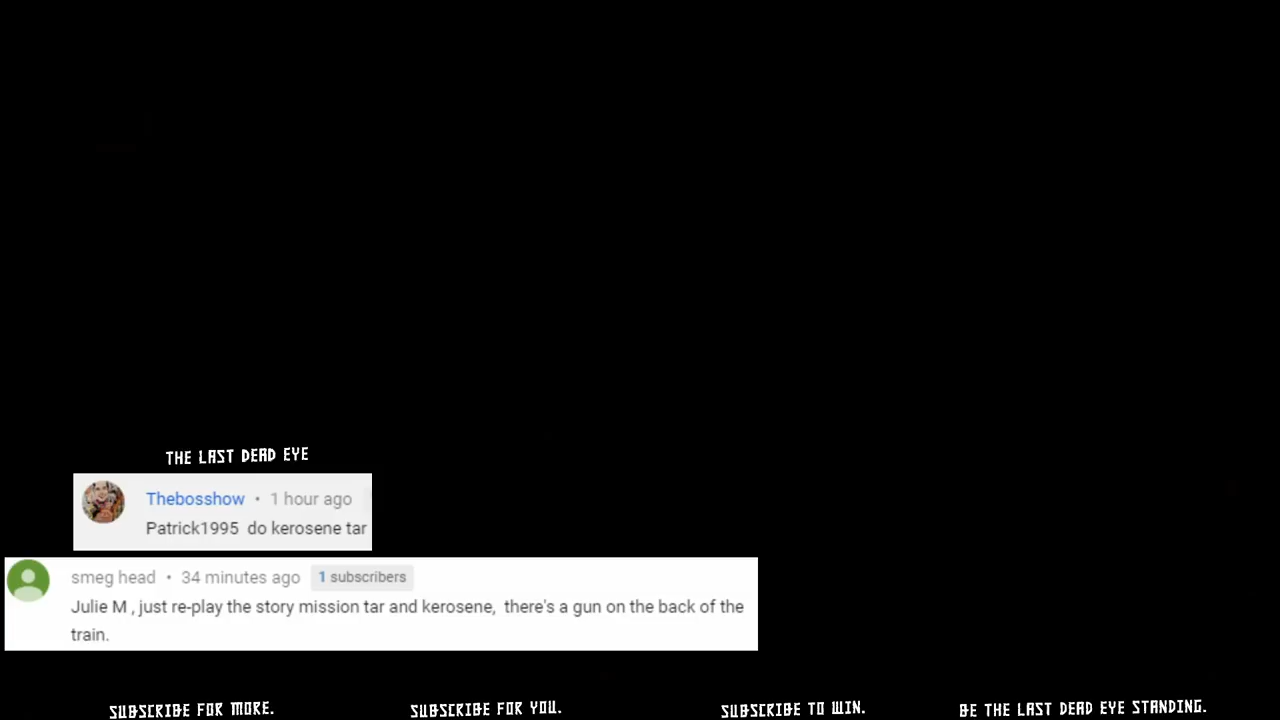 THE LAST DEAD EYE
Thebosshow • 1 hour ago
Patrick1995 do kerosene tar
smeg head • 34 minutes ago 1 subscribers
Julie M , just re-play the story mission tar and kerosene, there's a gun on the back of the
train.
SUBSCRIBE FOR MORE. SUBSCRIBE FOR YOU. SUBSCRIBE TO WIN. BE THE LAST DEAD EYE STANDING.